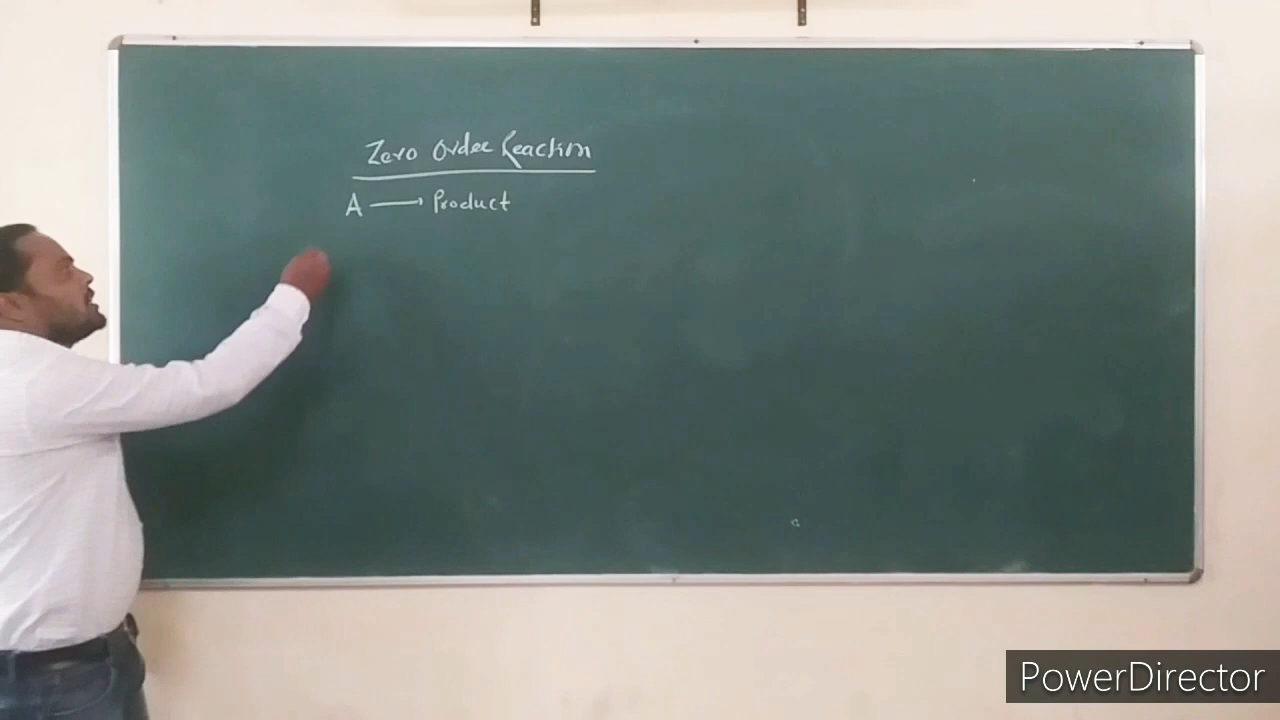 Zero Order Reaction
A → Product
PowerDirector